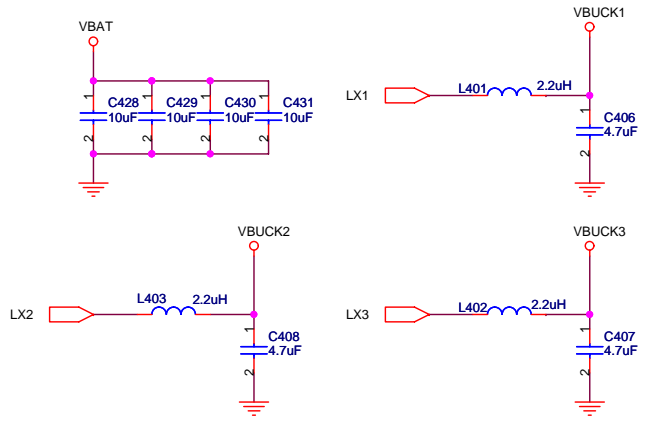 VBAT
1
C428
10uF
2
1
C429
10uF
2
1
C430
10uF
2
1
C431
10uF
2
VBUCK1
LX1
L401
2.2uH
1
C406
4.7uF
2
VBUCK2
LX2
L403
2.2uH
1
C408
4.7uF
2
VBUCK3
LX3
L402
2.2uH
1
C407
4.7uF
2